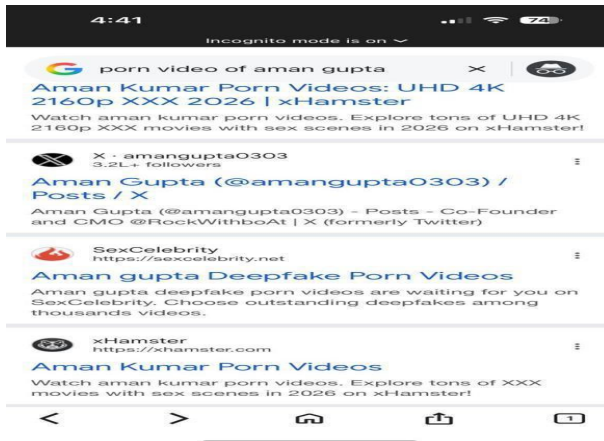 4:41
74
Incognito mode is on
porn video of aman gupta
Aman Kumar Porn Videos: UHD 4K
2160p XXX 2026 | xHamster
Watch aman kumar porn videos. Explore tons of UHD 4K
2160p XXX movies with sex scenes in 2026 on xHamster!
X · amangupta0303
3.2L+ followers
Aman Gupta (@amangupta0303) /
Posts / X
Aman Gupta (@amangupta0303) - Posts - Co-Founder
and CMO @RockWithboAt | X (formerly Twitter)
SexCelebrity
https://sexcelebrity.net
Aman gupta Deepfake Porn Videos
Aman gupta deepfake porn videos are waiting for you on
SexCelebrity. Choose outstanding deepfakes among
thousands videos.
xHamster
https://xhamster.com
Aman Kumar Porn Videos
Watch aman kumar porn videos. Explore tons of XXX
movies with sex scenes in 2026 on xHamster!
1